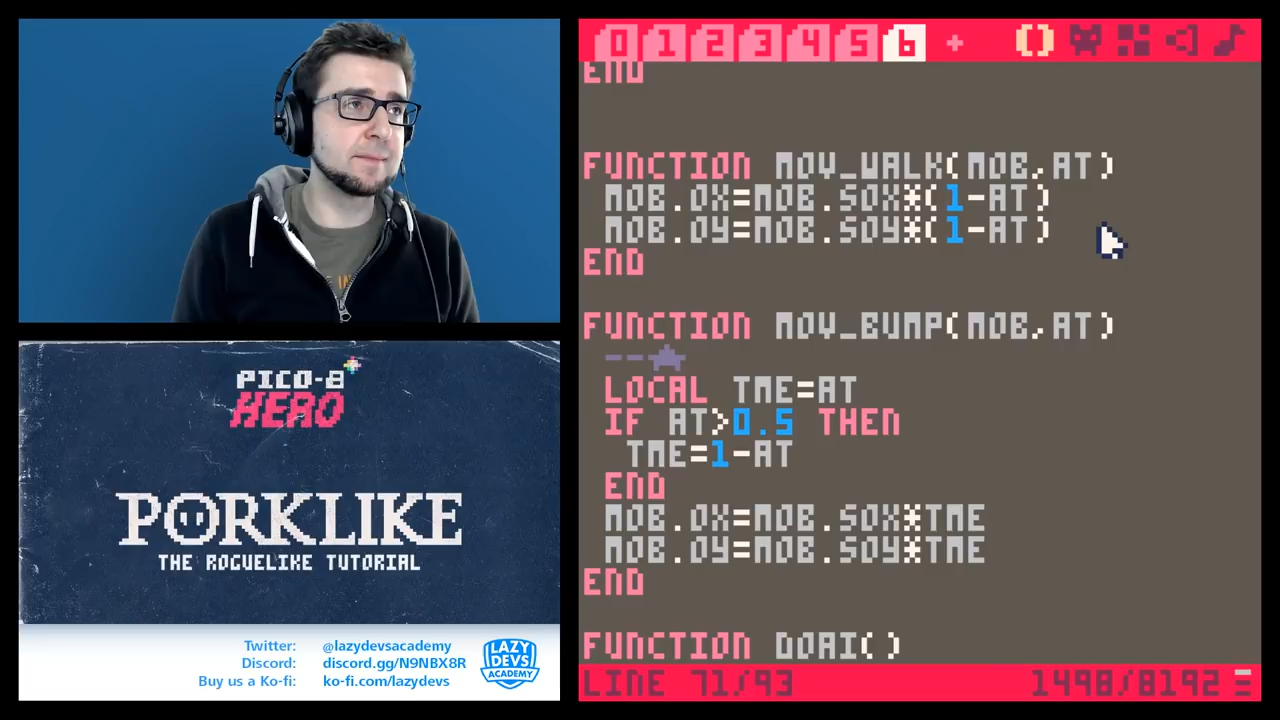 0 1 2 3 4 5 6 +
END
FUNCTION MOV_WALK(MOB,AT)
MOB.OX=MOB.SOX*(1-AT)
MOB.OY=MOB.SOY*(1-AT)
END
FUNCTION MOV_BUMP(MOB,AT)
--
LOCAL TME=AT
IF AT>0.5 THEN
TME=1-AT
END
MOB.OX=MOB.SOX*TME
MOB.OY=MOB.SOY*TME
END
FUNCTION DOAI()
LINE 71/93 1498/8192
PICO-8
HERO
PORKLIKE
THE ROGUELIKE TUTORIAL
Twitter: @lazydevsacademy
Discord: discord.gg/N9NBX8R
Buy us a Ko-fi: ko-fi.com/lazydevs
LAZY
DEVS
ACADEMY